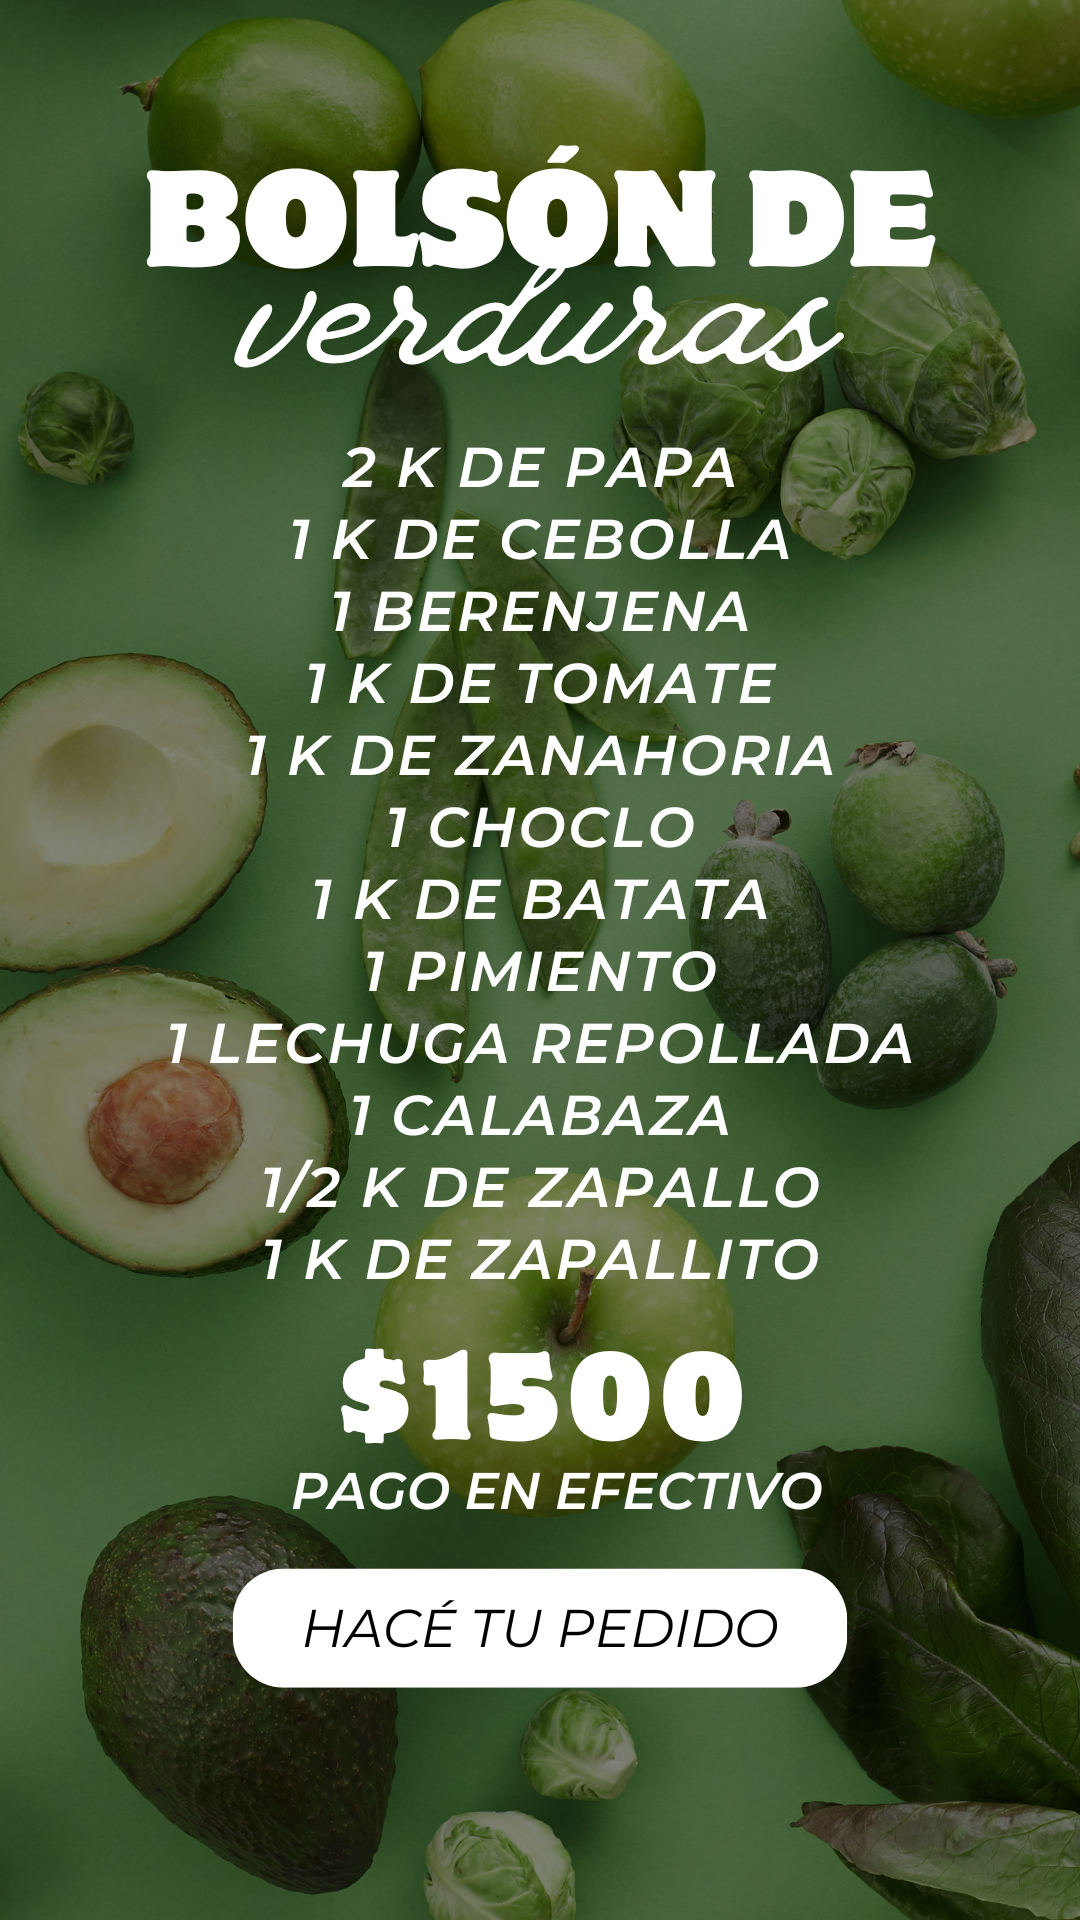 BOLSÓN DE
verduras
2 K DE PAPA
1 K DE CEBOLLA
1 BERENJENA
1 K DE TOMATE
1 K DE ZANAHORIA
1 CHOCLO
1 K DE BATATA
1 PIMIENTO
1 LECHUGA REPOLLADA
1 CALABAZA
1/2 K DE ZAPALLO
1 K DE ZAPALLITO
$1500
PAGO EN EFECTIVO
HACÉ TU PEDIDO